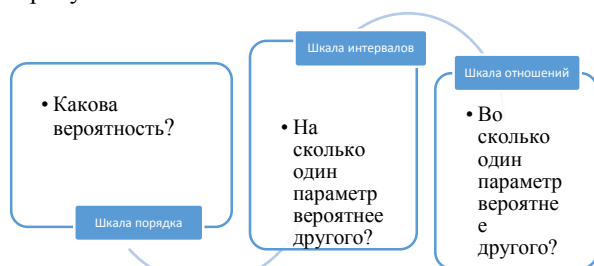 • Какова
вероятность?
Шкала порядка
Шкала интервалов
• На
сколько
один
параметр
вероятнее
другого?
Шкала отношений
• Во
сколько
один
параметр
вероятне
е
другого?